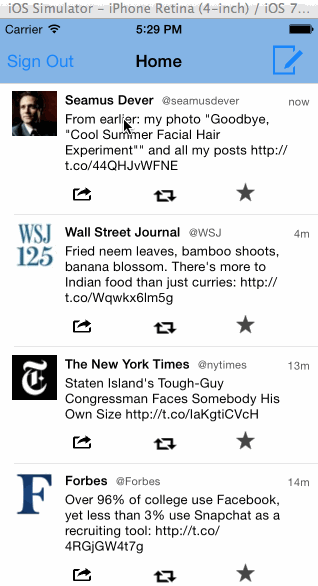 iOS Simulator – iPhone Retina (4-inch) / iOS 7...
Carrier 5:29 PM
Sign Out Home
Seamus Dever @seamusdever now
From earlier: my photo "Goodbye,
"Cool Summer Facial Hair
Experiment"" and all my posts http://
t.co/44QHJvWFNE
WSJ
125
Wall Street Journal @WSJ 4m
Fried neem leaves, bamboo shoots,
banana blossom. There's more to
Indian food than just curries: http://
t.co/Wqwkx6lm5g
T
The New York Times @nytimes 13m
Staten Island's Tough-Guy
Congressman Faces Somebody His
Own Size http://t.co/IaKgtiCVcH
F
Forbes @Forbes 14m
Over 96% of college use Facebook,
yet less than 3% use Snapchat as a
recruiting tool: http://t.co/
4RGjGW4t7g